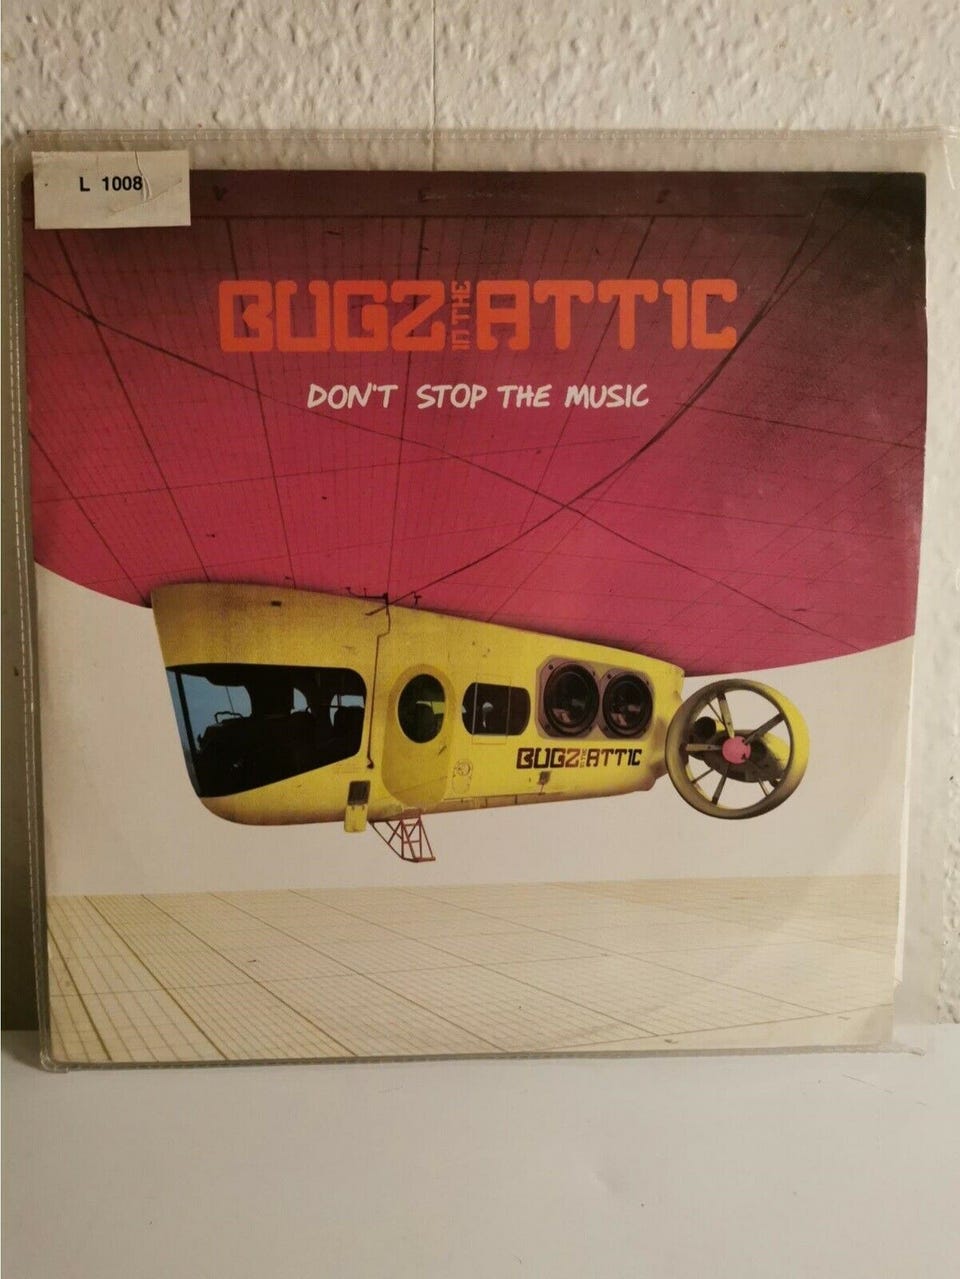 L 1008
BUGZ IN THE ATTIC
DON'T STOP THE MUSIC
BUGZ IN THE ATTIC